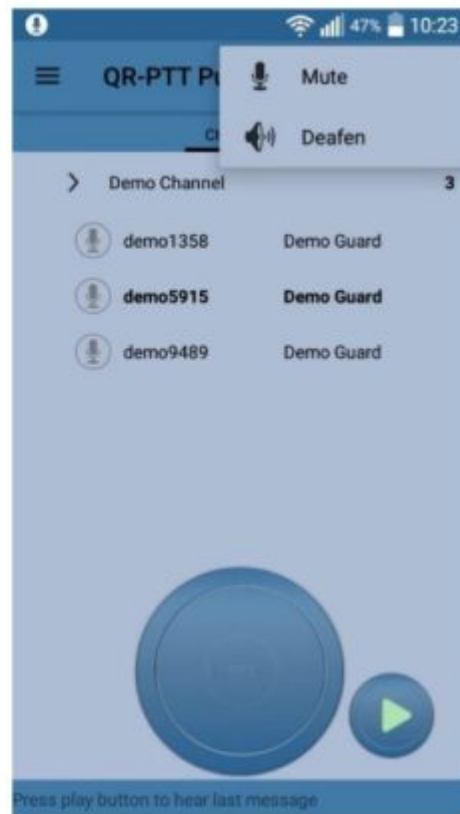 47% 10:23
QR-PTT
Mute
Deafen
Demo Channel 3
demo1358 Demo Guard
demo5915 Demo Guard
demo9489 Demo Guard
Press play button to hear last message